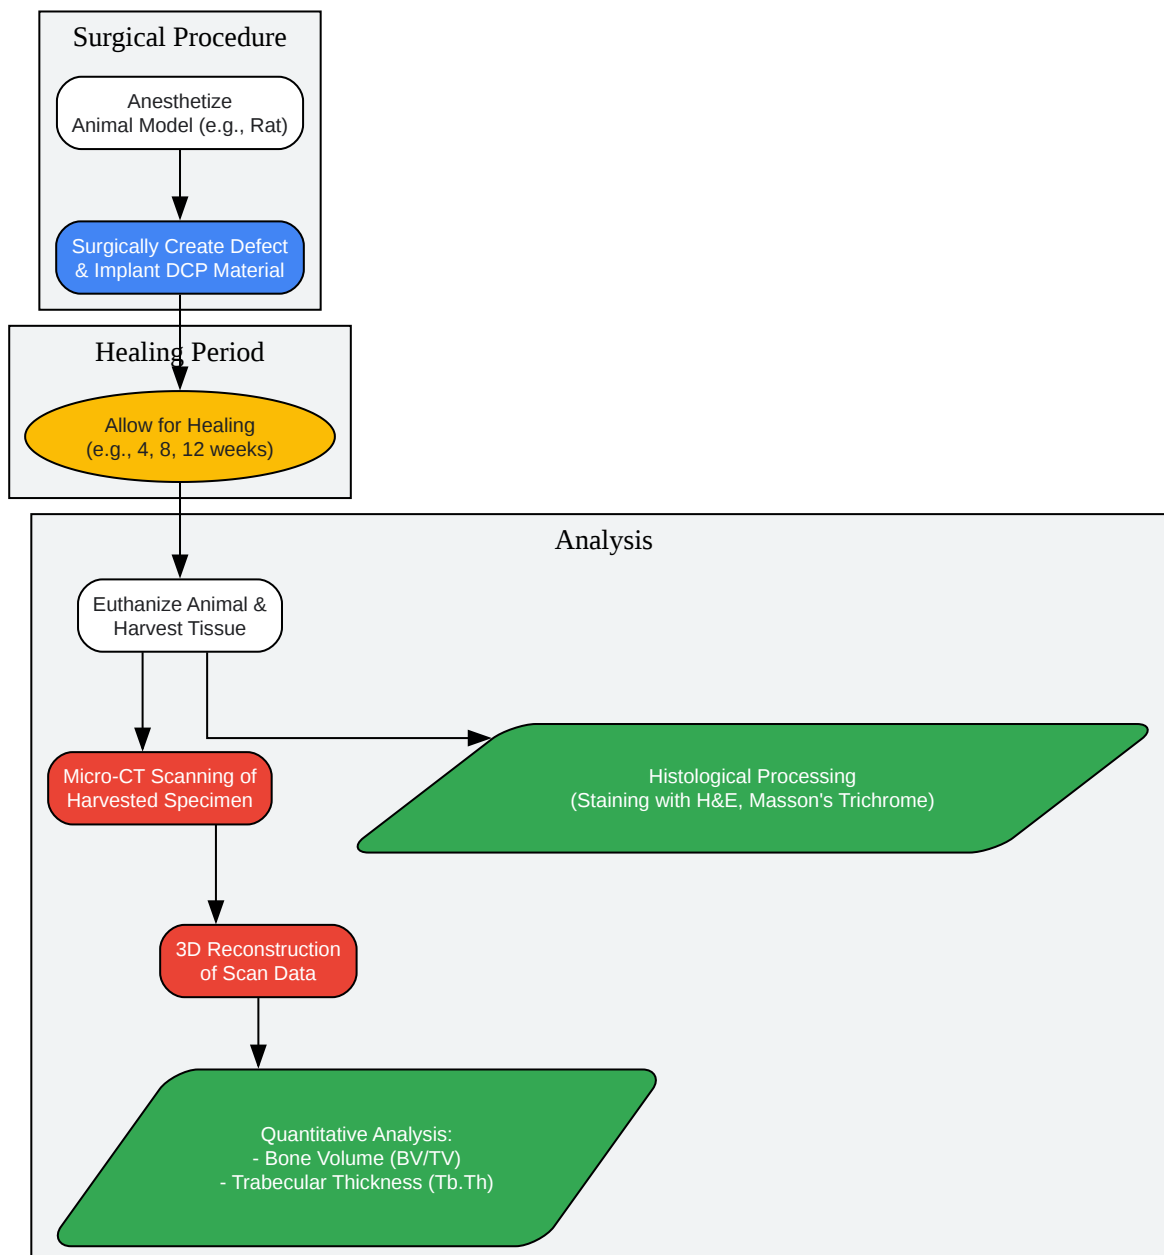 Surgical Procedure
Anesthetize
Animal Model (e.g., Rat)
Surgically Create Defect
& Implant DCP Material
Healing Period
Allow for Healing
(e.g., 4, 8, 12 weeks)
Analysis
Euthanize Animal &
Harvest Tissue
Micro-CT Scanning of
Harvested Specimen
Histological Processing
(Staining with H&E, Masson's Trichrome)
3D Reconstruction
of Scan Data
Quantitative Analysis:
- Bone Volume (BV/TV)
- Trabecular Thickness (Tb.Th)